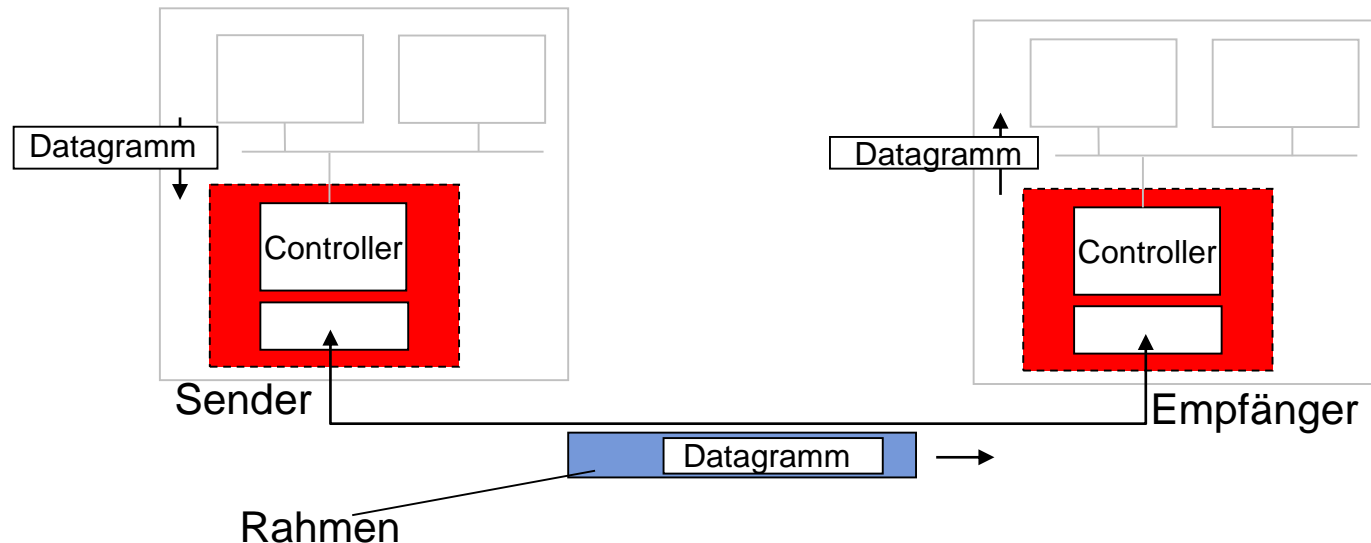 Datagramm
Datagramm
Controller
Controller
Sender
Empfänger
Datagramm
Rahmen